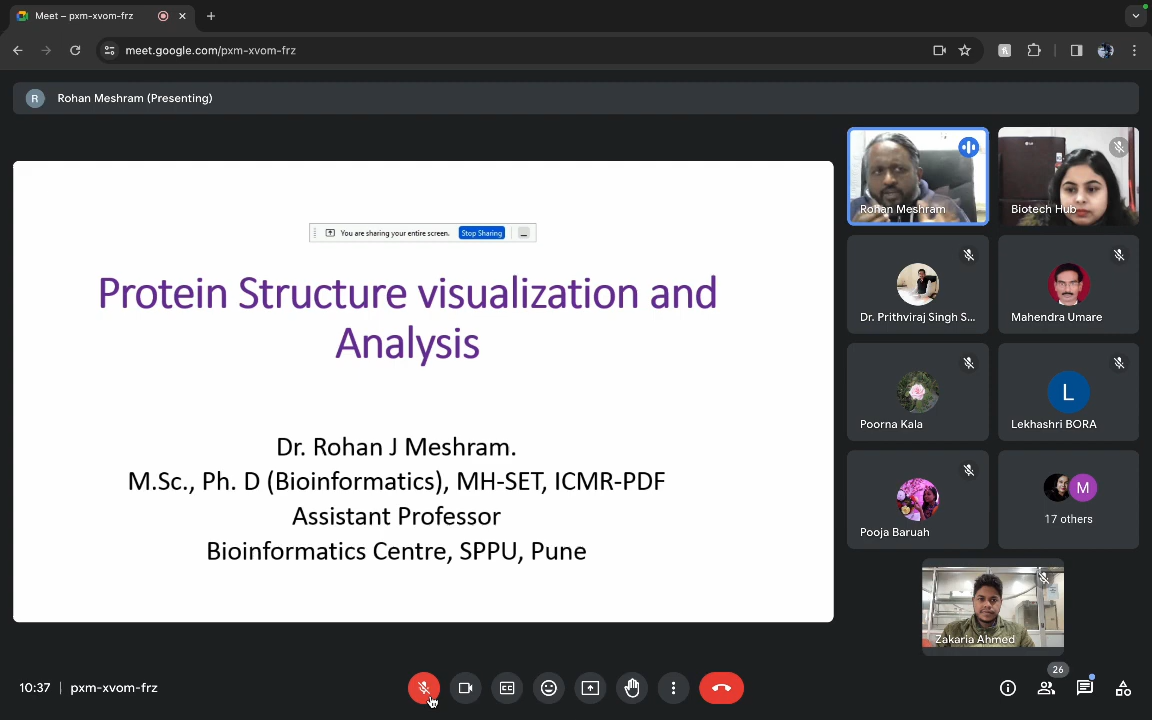 Meet – pxm-xvom-frz
meet.google.com/pxm-xvom-frz
R
Rohan Meshram (Presenting)
You are sharing your entire screen.
Stop Sharing
Protein Structure visualization and
Analysis
Dr. Rohan J Meshram.
M.Sc., Ph. D (Bioinformatics), MH-SET, ICMR-PDF
Assistant Professor
Bioinformatics Centre, SPPU, Pune
Rohan Meshram
LG
Biotech Hub
Dr. Prithviraj Singh S...
Mahendra Umare
Poorna Kala
L
Lekhashri BORA
Pooja Baruah
M
17 others
Zakaria Ahmed
10:37 | pxm-xvom-frz
CC
26